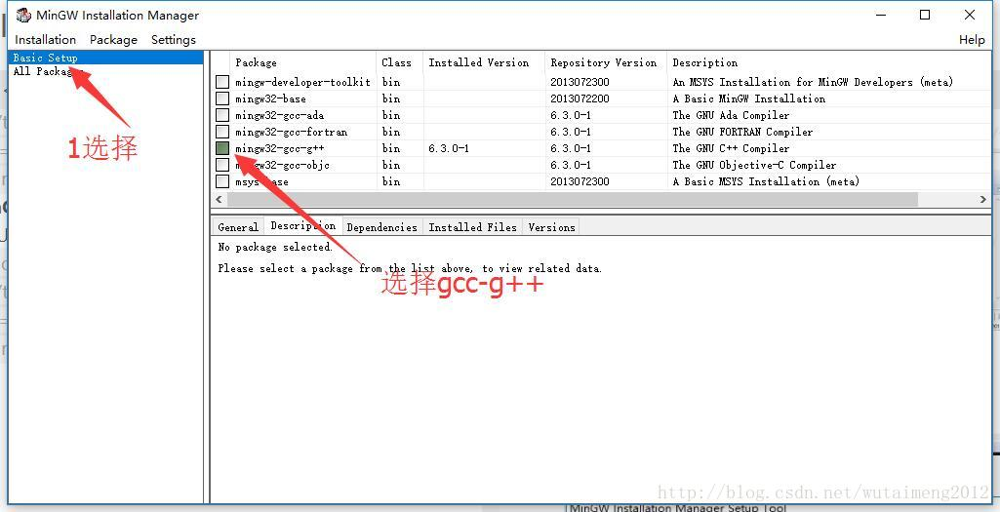 MinGW Installation Manager
Installation Package Settings Help
Basic Setup
All Packages
1选择
Package Class Installed Version Repository Version Description
mingw-developer-toolkit bin 2013072300 An MSYS Installation for MinGW Developers (meta)
mingw32-base bin 2013072200 A Basic MinGW Installation
mingw32-gcc-ada bin 6.3.0-1 The GNU Ada Compiler
mingw32-gcc-fortran bin 6.3.0-1 The GNU FORTRAN Compiler
mingw32-gcc-g++ bin 6.3.0-1 6.3.0-1 The GNU C++ Compiler
mingw32-gcc-objc bin 6.3.0-1 The GNU Objective-C Compiler
msys-base bin 2013072300 A Basic MSYS Installation (meta)
General Description Dependencies Installed Files Versions
No package selected.
Please select a package from the list above, to view related data.
选择gcc-g++
http://blog.csdn.net/wutaimeng2012
MinGW Installation Manager Setup Tool